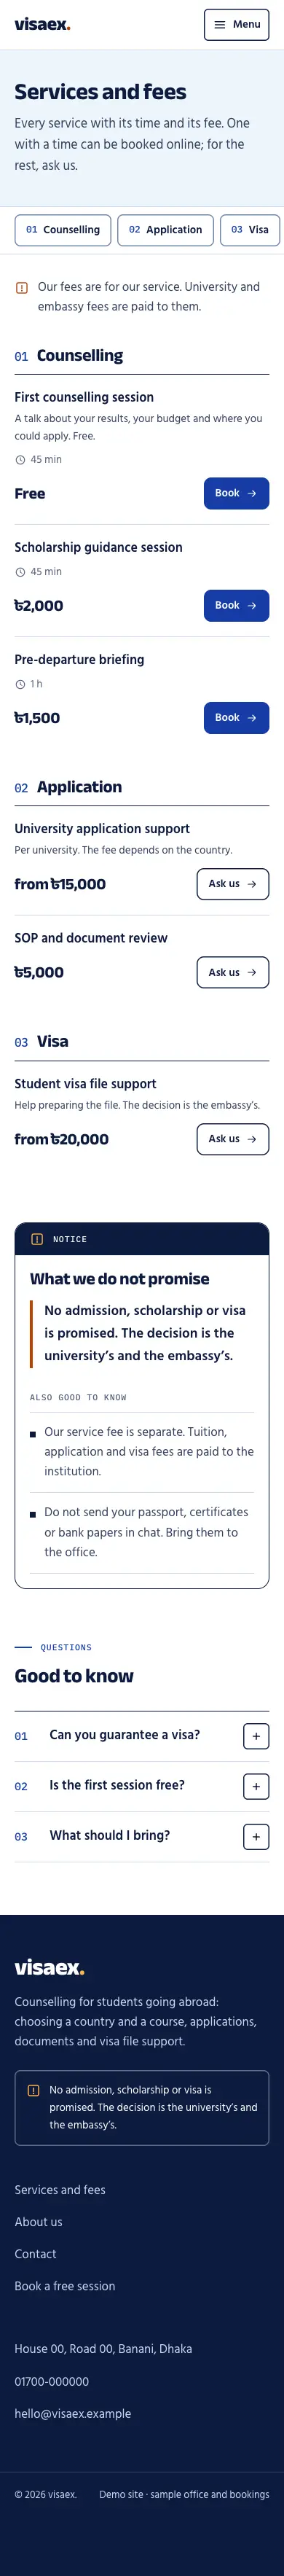 visaex.
Menu
Services and fees
Every service with its time and its fee. One
with a time can be booked online; for the
rest, ask us.
01 Counselling
02 Application
03 Visa
Our fees are for our service. University and
embassy fees are paid to them.
01 Counselling
First counselling session
A talk about your results, your budget and where you
could apply. Free.
45 min
Free
Book →
Scholarship guidance session
45 min
৳2,000
Book →
Pre-departure briefing
1 h
৳1,500
Book →
02 Application
University application support
Per university. The fee depends on the country.
from ৳15,000
Ask us →
SOP and document review
৳5,000
Ask us →
03 Visa
Student visa file support
Help preparing the file. The decision is the embassy’s.
from ৳20,000
Ask us →
NOTICE
What we do not promise
No admission, scholarship or visa
is promised. The decision is the
university’s and the embassy’s.
ALSO GOOD TO KNOW
Our service fee is separate. Tuition,
application and visa fees are paid to the
institution.
Do not send your passport, certificates
or bank papers in chat. Bring them to
the office.
QUESTIONS
Good to know
01 Can you guarantee a visa? +
02 Is the first session free? +
03 What should I bring? +
visaex.
Counselling for students going abroad:
choosing a country and a course, applications,
documents and visa file support.
No admission, scholarship or visa is
promised. The decision is the university’s and
the embassy’s.
Services and fees
About us
Contact
Book a free session
House 00, Road 00, Banani, Dhaka
01700-000000
hello@visaex.example
© 2026 visaex.
Demo site · sample office and bookings